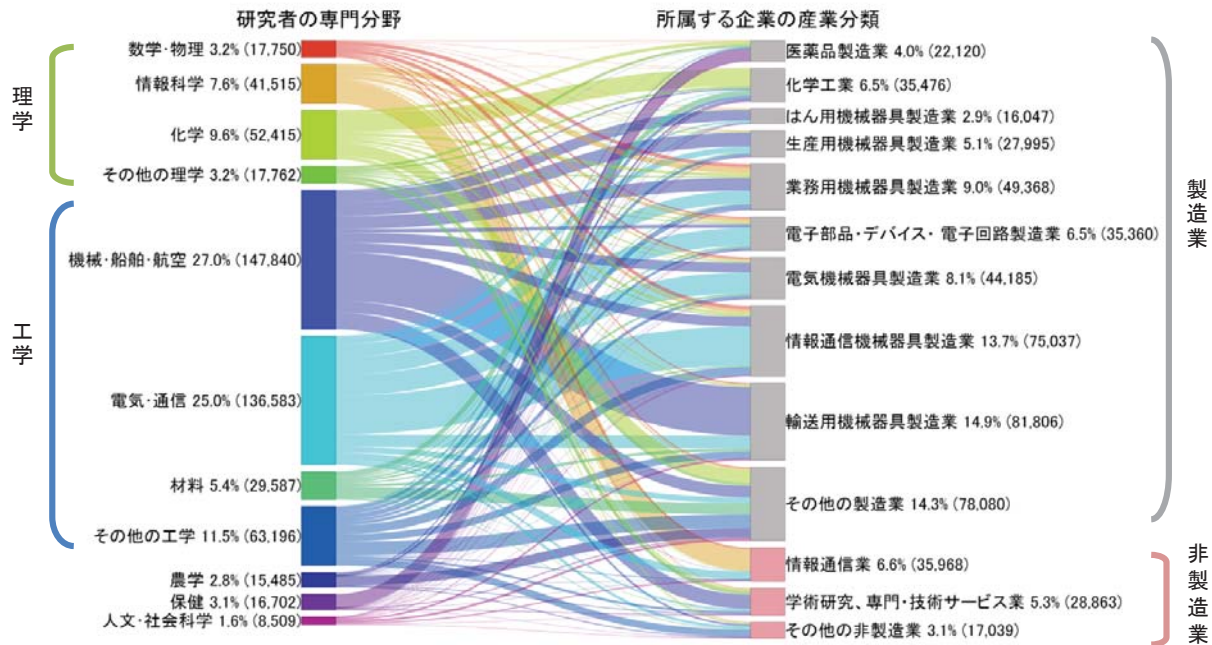 研究者の専門分野
所属する企業の産業分類
理学
工学
数学・物理 3.2% (17,750)
情報科学 7.6% (41,515)
化学 9.6% (52,415)
その他の理学 3.2% (17,762)
機械・船舶・航空 27.0% (147,840)
電気・通信 25.0% (136,583)
材料 5.4% (29,587)
その他の工学 11.5% (63,196)
農学 2.8% (15,485)
保健 3.1% (16,702)
人文・社会科学 1.6% (8,509)
医薬品製造業 4.0% (22,120)
化学工業 6.5% (35,476)
はん用機械器具製造業 2.9% (16,047)
生産用機械器具製造業 5.1% (27,995)
業務用機械器具製造業 9.0% (49,368)
電子部品・デバイス・電子回路製造業 6.5% (35,360)
電気機械器具製造業 8.1% (44,185)
情報通信機械器具製造業 13.7% (75,037)
輸送用機械器具製造業 14.9% (81,806)
その他の製造業 14.3% (78,080)
情報通信業 6.6% (35,968)
学術研究、専門・技術サービス業 5.3% (28,863)
その他の非製造業 3.1% (17,039)
製造業
非製造業